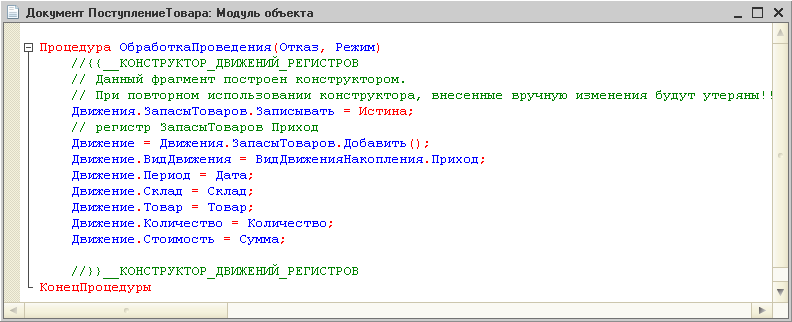 Документ ПоступлениеТовара: Модуль объекта
Процедура ОбработкаПроведения(Отказ, Режим)
//{{__КОНСТРУКТОР_ДВИЖЕНИЙ_РЕГИСТРОВ
// Данный фрагмент построен конструктором.
// При повторном использовании конструктора, внесенные вручную изменения будут утеряны!!
Движения.ЗапасыТоваров.Записывать = Истина;
// регистр ЗапасыТоваров Приход
Движение = Движения.ЗапасыТоваров.Добавить();
Движение.ВидДвижения = ВидДвиженияНакопления.Приход;
Движение.Период = Дата;
Движение.Склад = Склад;
Движение.Товар = Товар;
Движение.Количество = Количество;
Движение.Стоимость = Сумма;
//}}__КОНСТРУКТОР_ДВИЖЕНИЙ_РЕГИСТРОВ
КонецПроцедуры